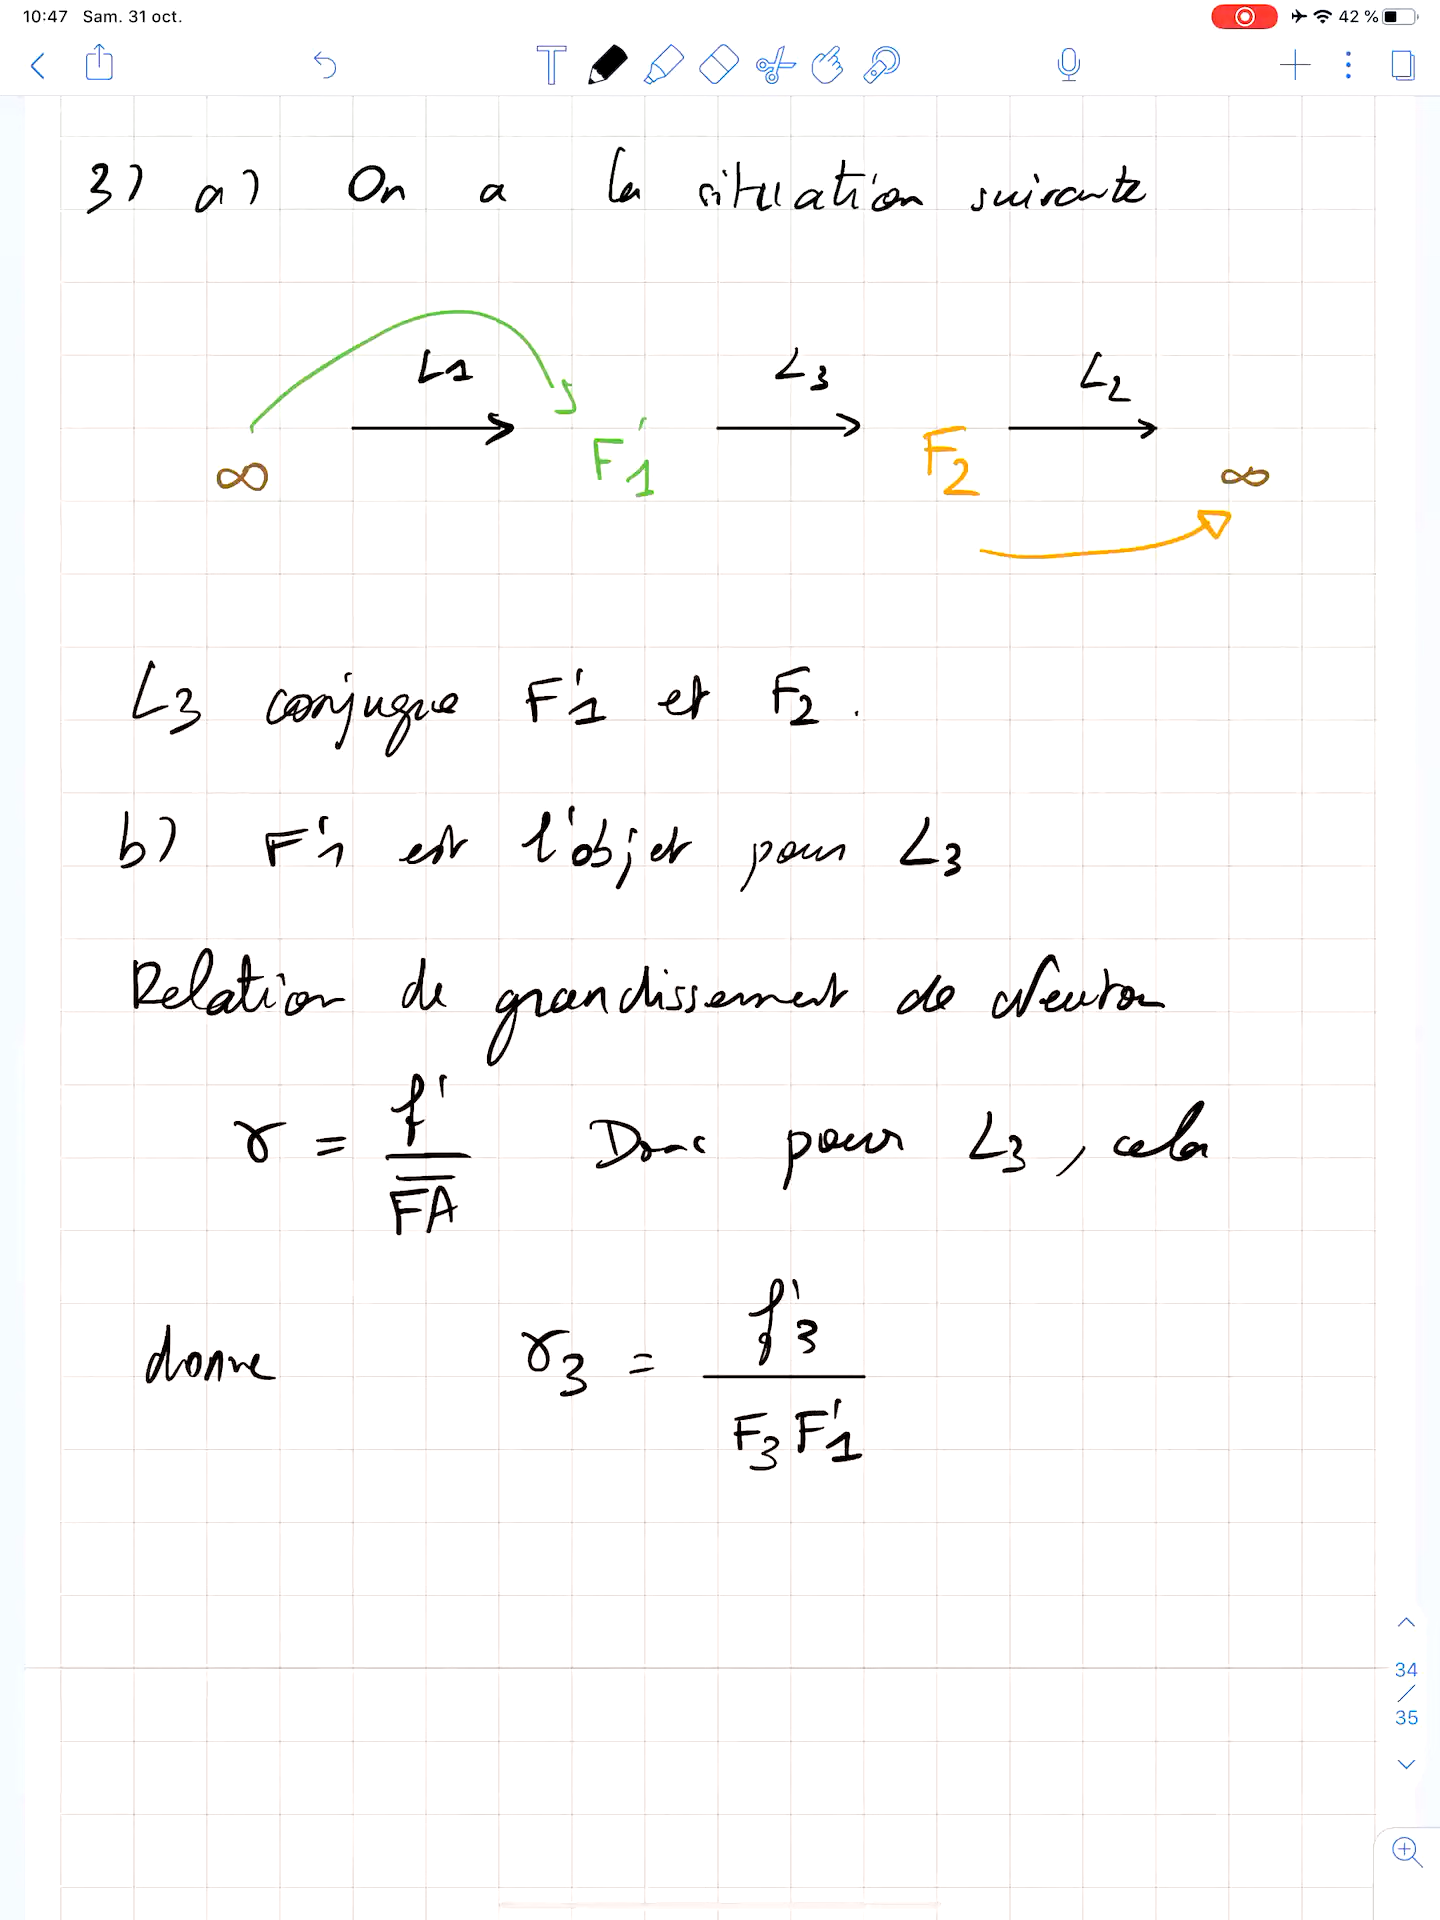 10:47 Sam. 31 oct. 42 %
T
3) a) On a la situation suivante
L1 L3 L2
∞ F'1 F2 ∞
L3 conjugue F'1 et F2.
b) F'1 est l'objet pour L3
Relation de grandissement de Newton
γ = f' / FA Donc pour L3, cela
donne γ3 = f'3 / F3 F'1
34
/
35